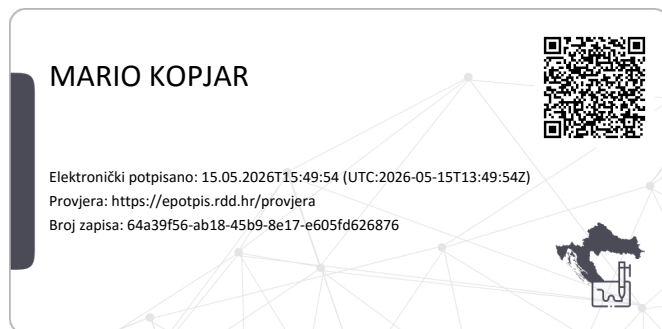 MARIO KOPJAR
Elektronički potpisano: 15.05.2026T15:49:54 (UTC:2026-05-15T13:49:54Z)
Provjera: https://epotpis.rdd.hr/provjera
Broj zapisa: 64a39f56-ab18-45b9-8e17-e605fd626876